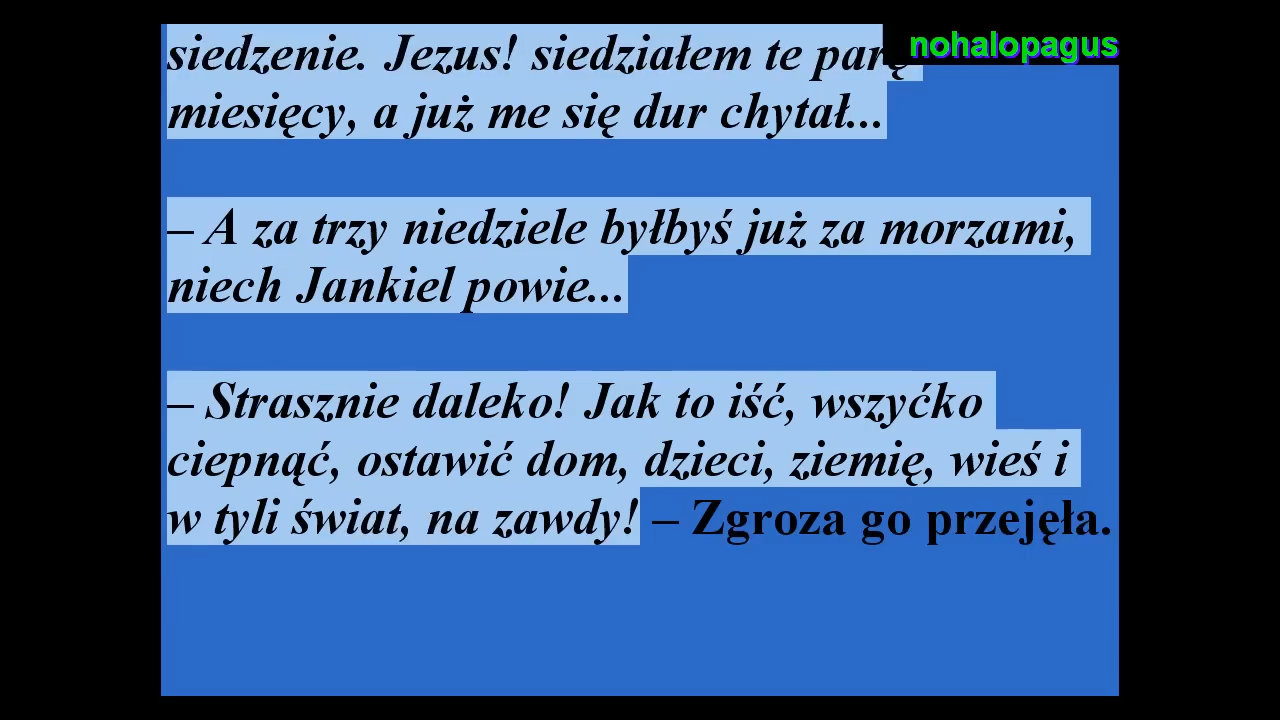 siedzenie. Jezus! siedziałem te parę
nohalopagus
miesięcy, a już me się dur chytał...
– A za trzy niedziele byłbyś już za morzami,
niech Jankiel powie...
– Strasznie daleko! Jak to iść, wszyćko
ciepnąć, ostawić dom, dzieci, ziemię, wieś i
w tyli świat, na zawdy! – Zgroza go przejęła.